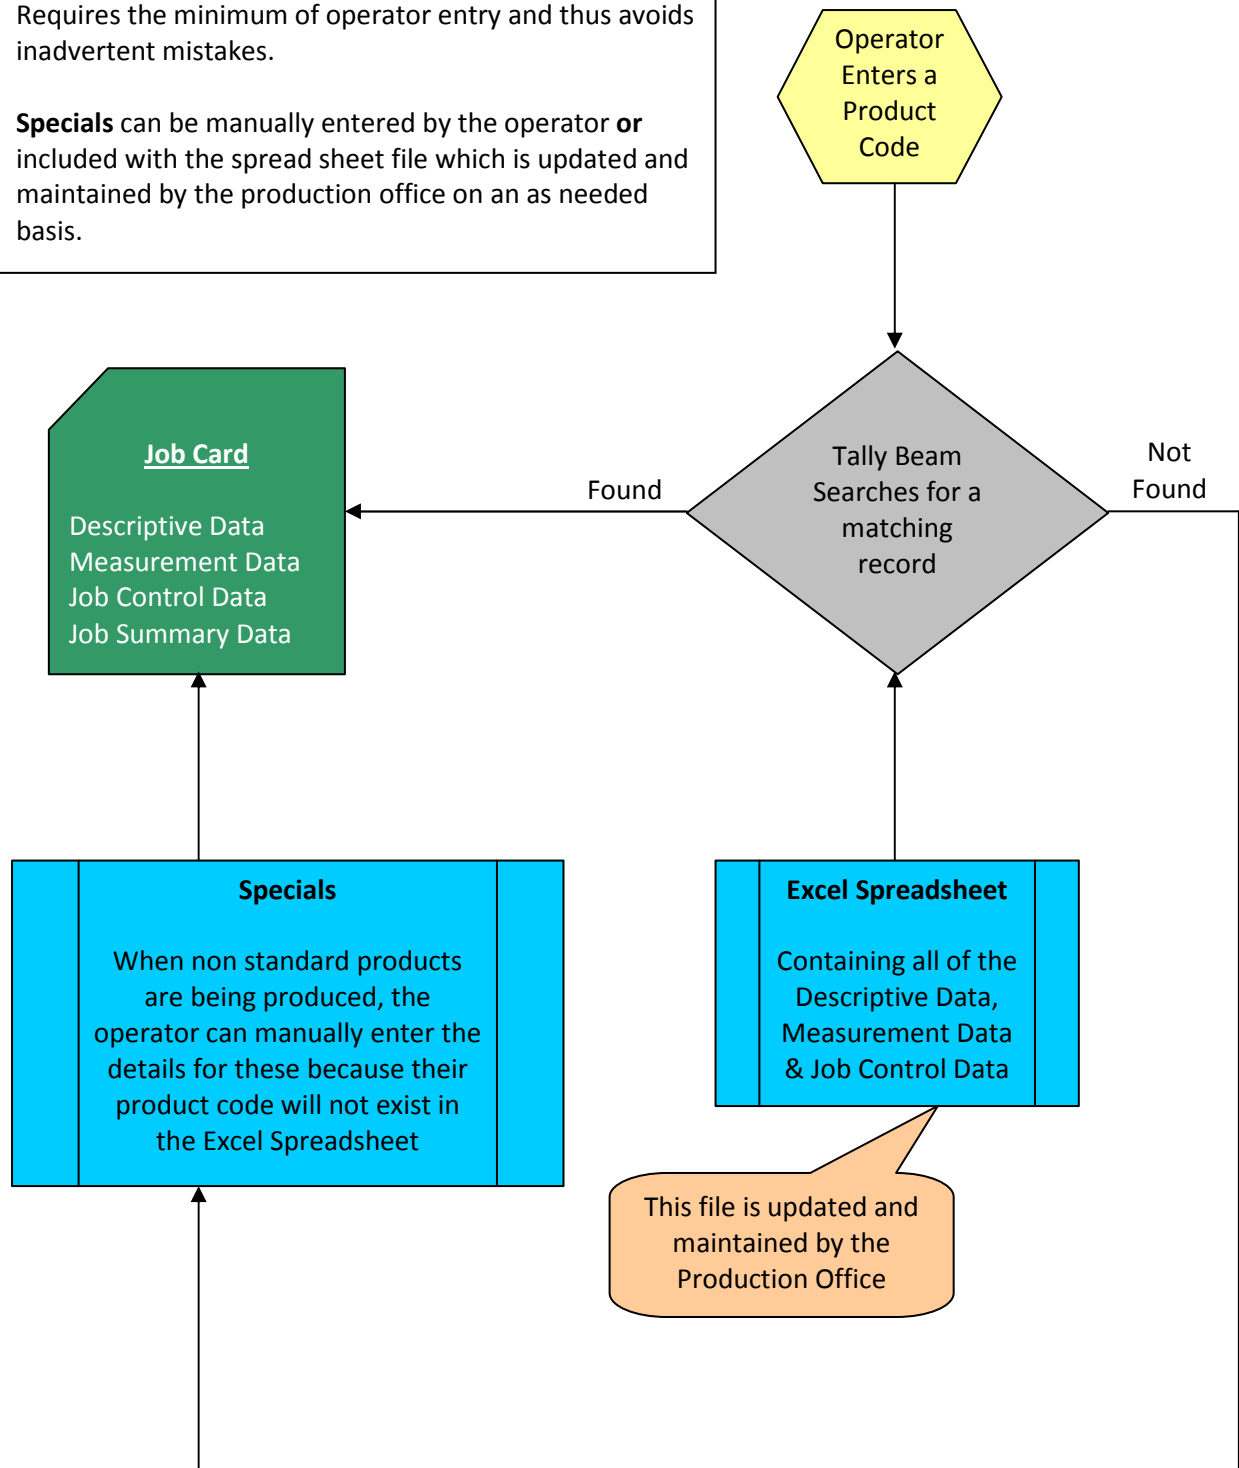 Requires the minimum of operator entry and thus avoids
inadvertent mistakes.
Specials can be manually entered by the operator or
included with the spread sheet file which is updated and
maintained by the production office on an as needed
basis.
Operator
Enters a
Product
Code
Job Card
Descriptive Data
Measurement Data
Job Control Data
Job Summary Data
Found
Tally Beam
Searches for a
matching
record
Not
Found
Specials
When non standard products
are being produced, the
operator can manually enter the
details for these because their
product code will not exist in
the Excel Spreadsheet
Excel Spreadsheet
Containing all of the
Descriptive Data,
Measurement Data
& Job Control Data
This file is updated and
maintained by the
Production Office